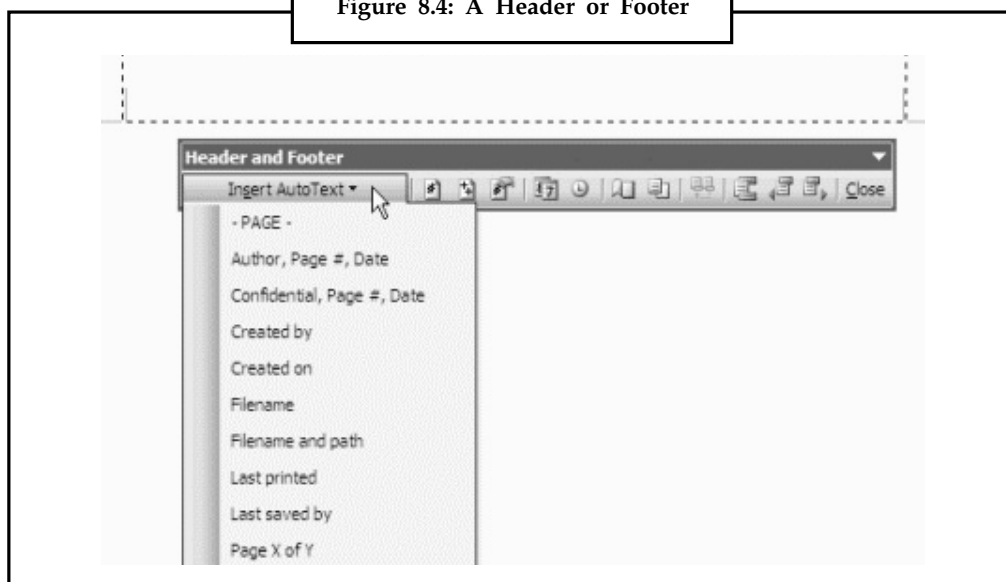 Figure 8.4: A Header or Footer
Header and Footer
Insert AutoText Close
- PAGE -
Author, Page #, Date
Confidential, Page #, Date
Created by
Created on
Filename
Filename and path
Last printed
Last saved by
Page X of Y